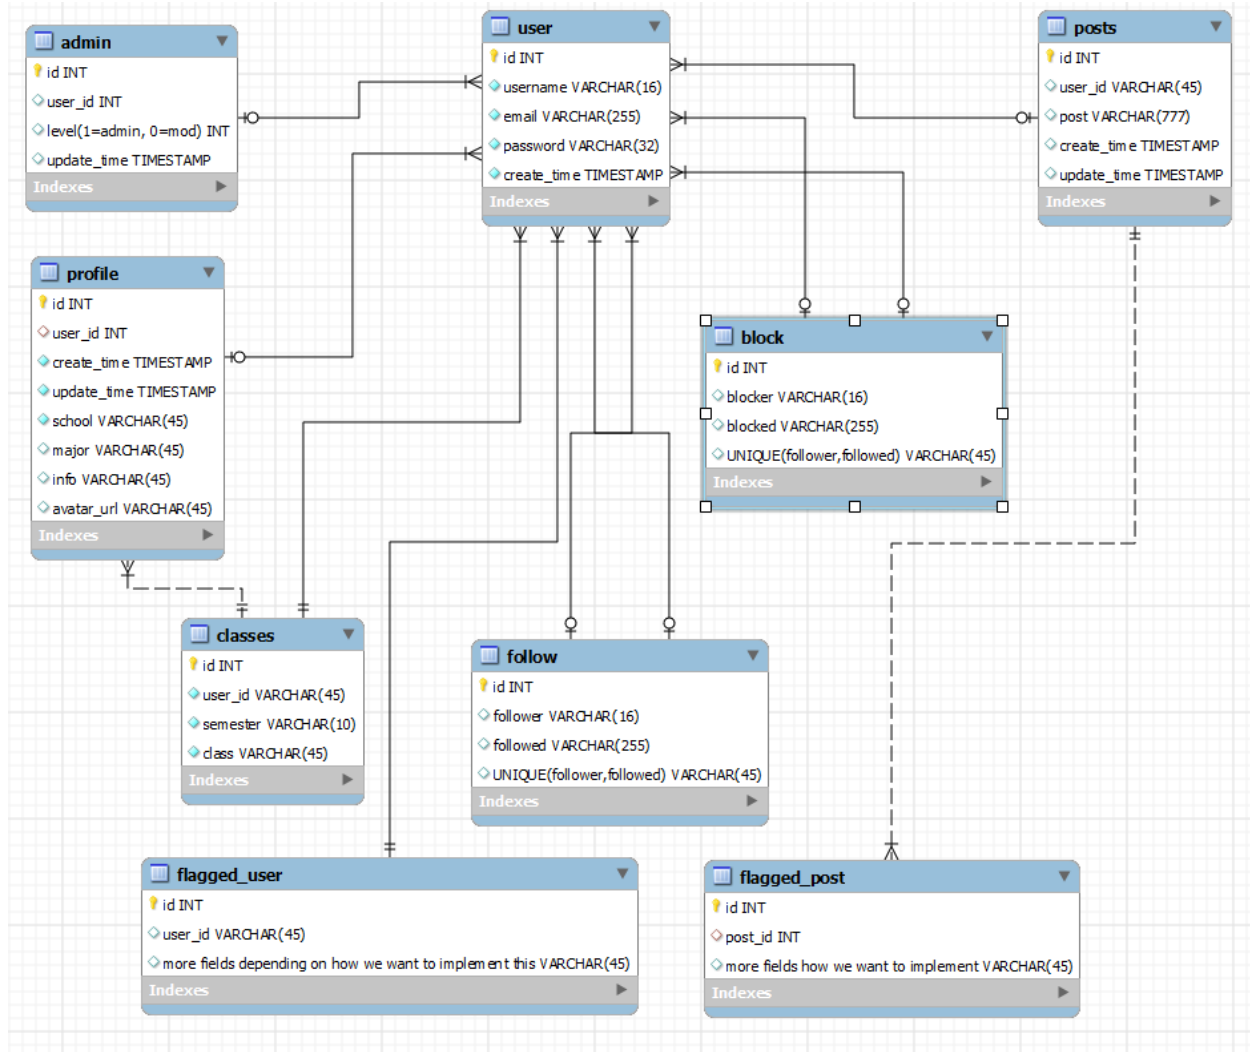 admin
id INT
user_id INT
level(1=admin, 0=mod) INT
update_time TIMESTAMP
Indexes
user
id INT
username VARCHAR(16)
email VARCHAR(255)
password VARCHAR(32)
create_time TIMESTAMP
Indexes
posts
id INT
user_id VARCHAR(45)
post VARCHAR(777)
create_time TIMESTAMP
update_time TIMESTAMP
Indexes
profile
id INT
user_id INT
create_time TIMESTAMP
update_time TIMESTAMP
school VARCHAR(45)
major VARCHAR(45)
info VARCHAR(45)
avatar_url VARCHAR(45)
Indexes
block
id INT
blocker VARCHAR(16)
blocked VARCHAR(255)
UNIQUE(follower,followed) VARCHAR(45)
Indexes
classes
id INT
user_id VARCHAR(45)
semester VARCHAR(10)
class VARCHAR(45)
Indexes
follow
id INT
follower VARCHAR(16)
followed VARCHAR(255)
UNIQUE(follower,followed) VARCHAR(45)
Indexes
flagged_user
id INT
user_id VARCHAR(45)
more fields depending on how we want to implement this VARCHAR(45)
Indexes
flagged_post
id INT
post_id INT
more fields how we want to implement VARCHAR(45)
Indexes